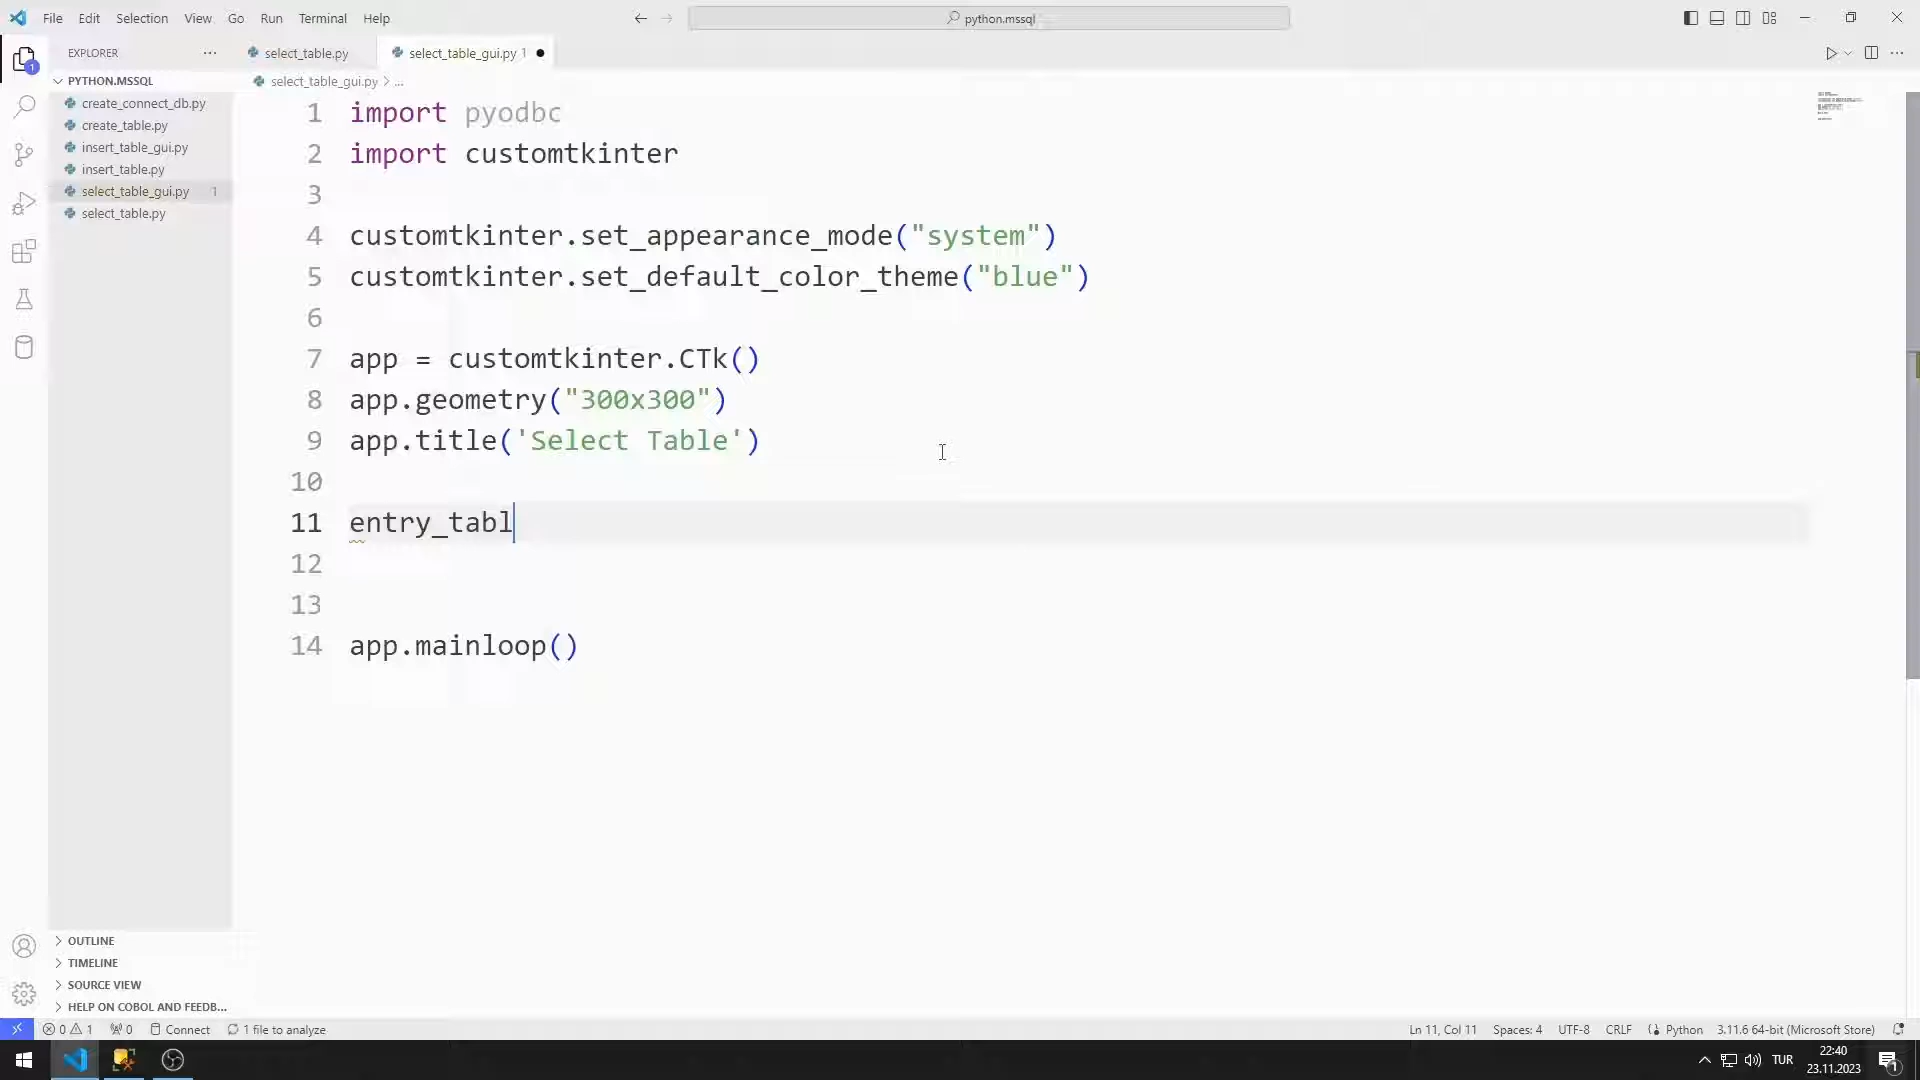 File Edit Selection View Go Run Terminal Help
python.mssql
EXPLORER
select_table.py
select_table_gui.py 1
PYTHON.MSSQL
select_table_gui.py > ...
create_connect_db.py
create_table.py
insert_table_gui.py
insert_table.py
select_table_gui.py 1
select_table.py
1 import pyodbc
2 import customtkinter
3
4 customtkinter.set_appearance_mode("system")
5 customtkinter.set_default_color_theme("blue")
6
7 app = customtkinter.CTk()
8 app.geometry("300x300")
9 app.title('Select Table')
10
11 entry_tabl
12
13
14 app.mainloop()
OUTLINE
TIMELINE
SOURCE VIEW
HELP ON COBOL AND FEEDB...
0 1 0 Connect 1 file to analyze
Ln 11, Col 11 Spaces: 4 UTF-8 CRLF Python 3.11.6 64-bit (Microsoft Store)
TUR
22:40
23.11.2023
1